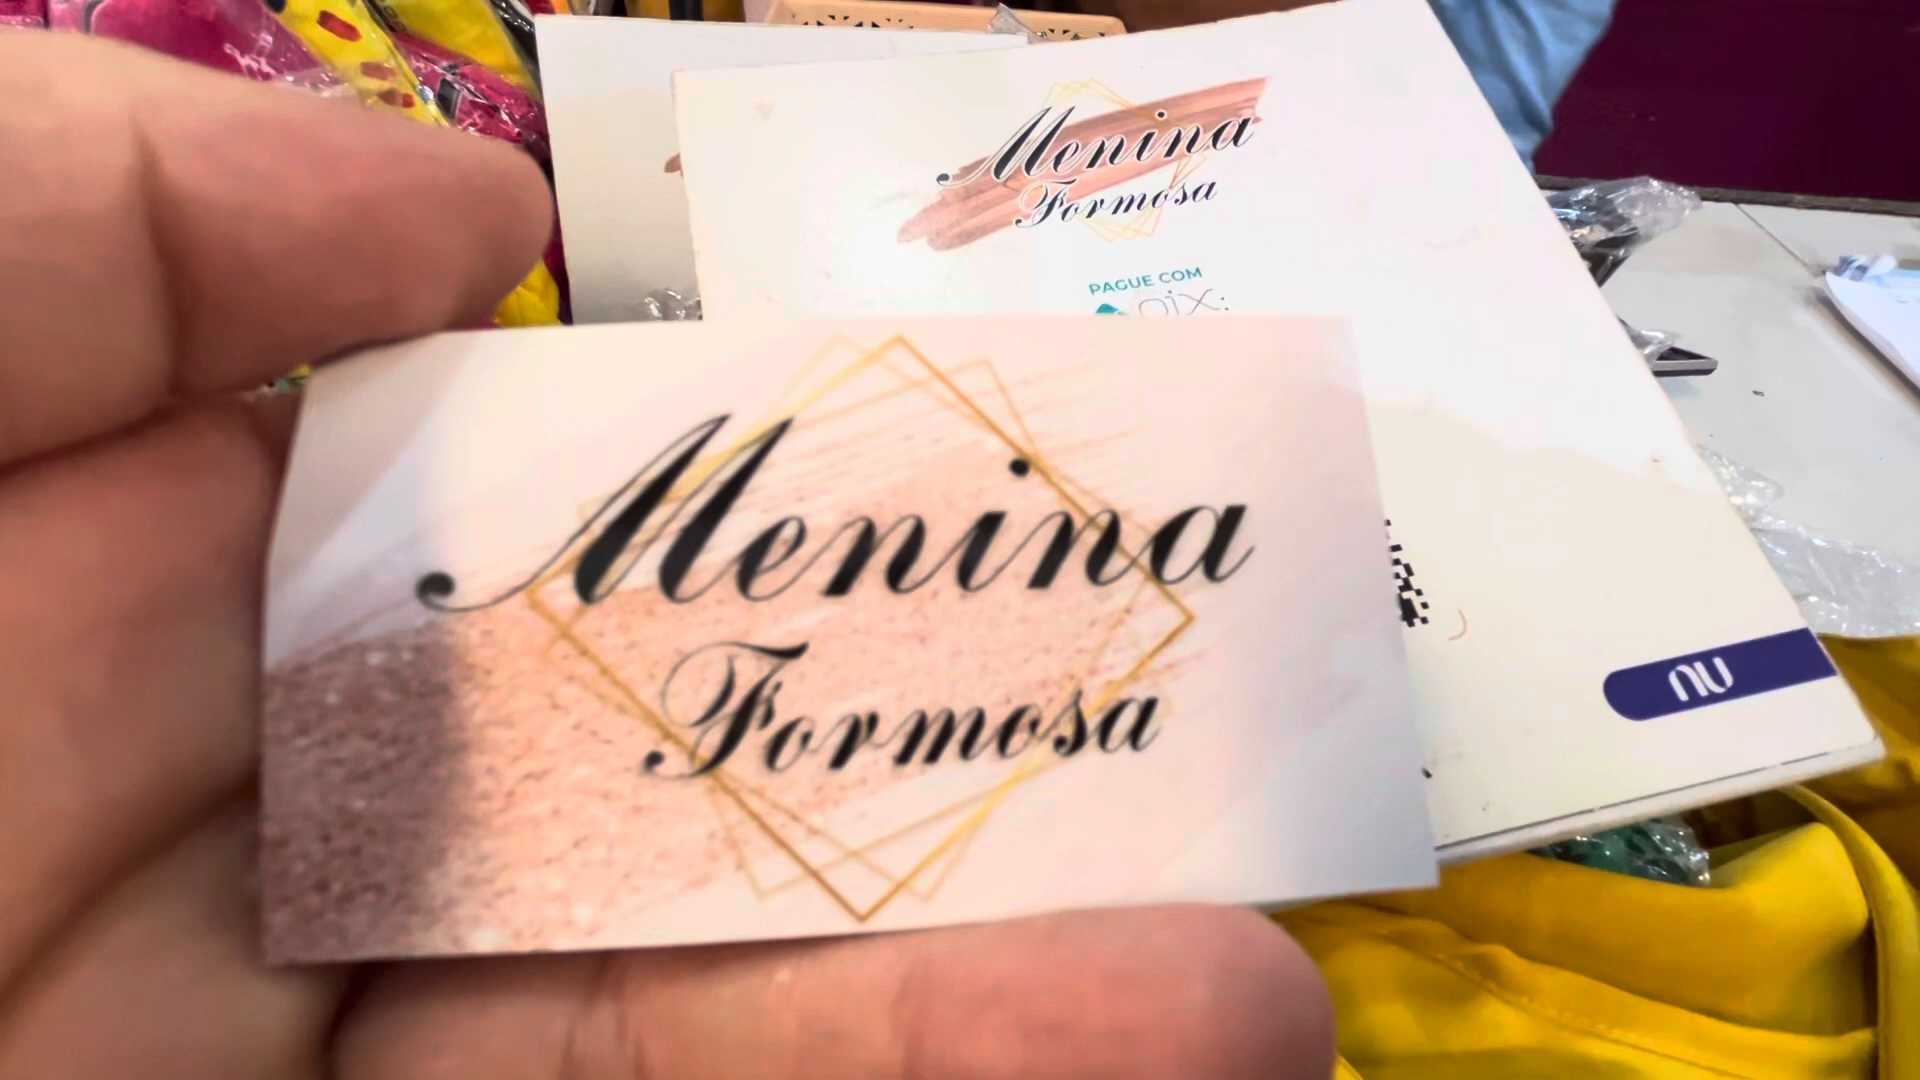 Menina
Formosa
PAGUE COM
pix:
nu
Menina
Formosa